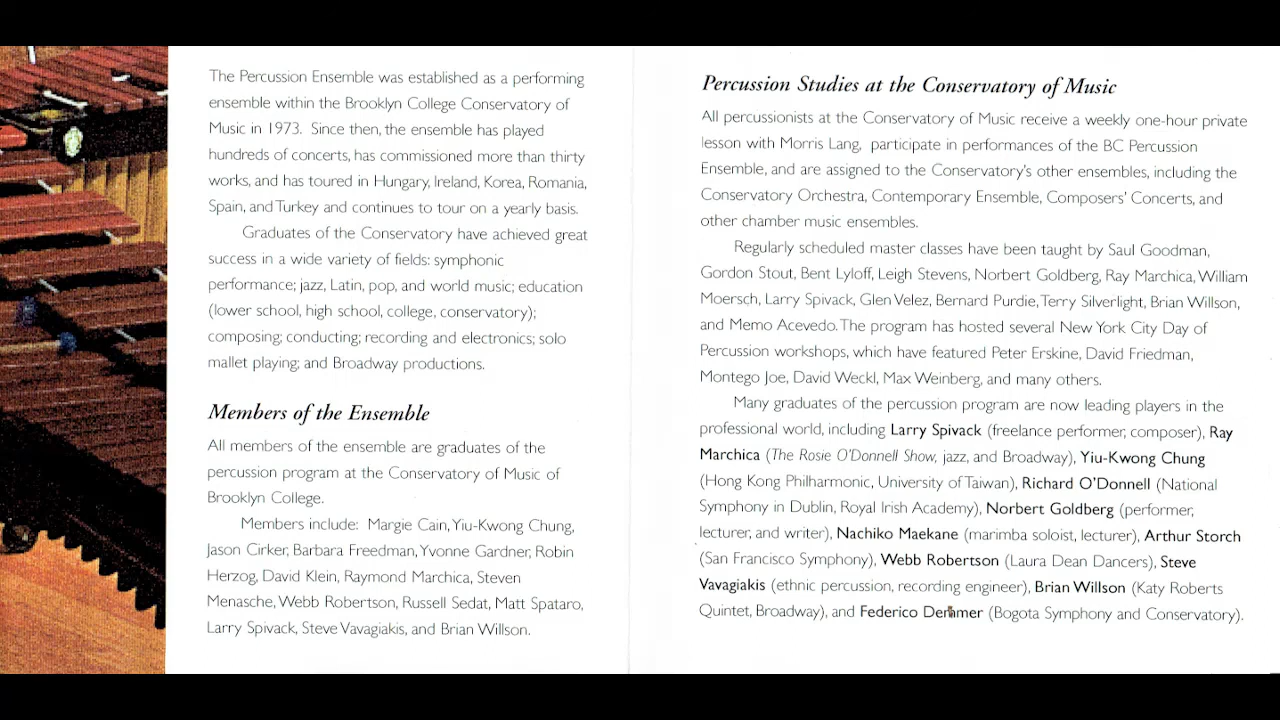 The Percussion Ensemble was established as a performing
ensemble within the Brooklyn College Conservatory of
Music in 1973. Since then, the ensemble has played
hundreds of concerts, has commissioned more than thirty
works, and has toured in Hungary, Ireland, Korea, Romania,
Spain, and Turkey and continues to tour on a yearly basis.
Graduates of the Conservatory have achieved great
success in a wide variety of fields: symphonic
performance; jazz, Latin, pop, and world music; education
(lower school, high school, college, conservatory);
composing; conducting; recording and electronics; solo
mallet playing; and Broadway productions.
Members of the Ensemble
All members of the ensemble are graduates of the
percussion program at the Conservatory of Music of
Brooklyn College.
Members include: Margie Cain, Yiu-Kwong Chung,
Jason Cirker, Barbara Freedman, Yvonne Gardner, Robin
Herzog, David Klein, Raymond Marchica, Steven
Menasche, Webb Robertson, Russell Sedat, Matt Spataro,
Larry Spivack, Steve Vavagiakis, and Brian Willson.
Percussion Studies at the Conservatory of Music
All percussionists at the Conservatory of Music receive a weekly one-hour private
lesson with Morris Lang, participate in performances of the BC Percussion
Ensemble, and are assigned to the Conservatory's other ensembles, including the
Conservatory Orchestra, Contemporary Ensemble, Composers' Concerts, and
other chamber music ensembles.
Regularly scheduled master classes have been taught by Saul Goodman,
Gordon Stout, Bent Lyloff, Leigh Stevens, Norbert Goldberg, Ray Marchica, William
Moersch, Larry Spivack, Glen Velez, Bernard Purdie, Terry Silverlight, Brian Willson,
and Memo Acevedo. The program has hosted several New York City Day of
Percussion workshops, which have featured Peter Erskine, David Friedman,
Montego Joe, David Weckl, Max Weinberg, and many others.
Many graduates of the percussion program are now leading players in the
professional world, including Larry Spivack (freelance performer, composer), Ray
Marchica (The Rosie O'Donnell Show, jazz, and Broadway), Yiu-Kwong Chung
(Hong Kong Philharmonic, University of Taiwan), Richard O'Donnell (National
Symphony in Dublin, Royal Irish Academy), Norbert Goldberg (performer,
lecturer, and writer), Nachiko Maekane (marimba soloist, lecturer), Arthur Storch
(San Francisco Symphony), Webb Robertson (Laura Dean Dancers), Steve
Vavagiakis (ethnic percussion, recording engineer), Brian Willson (Katy Roberts
Quintet, Broadway), and Federico (Bogota Symphony and Conservatory).